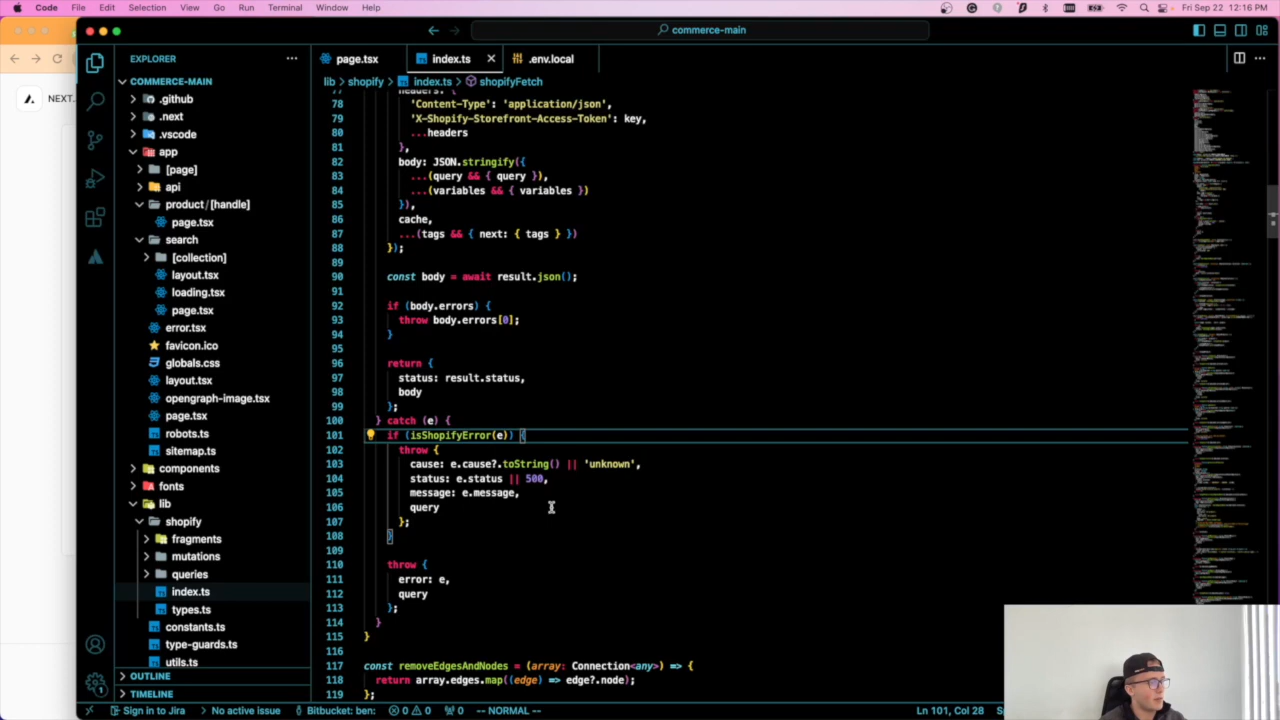 Code File Edit Selection View Go Run Terminal Window Help
Fri Sep 22 12:16 PM
commerce-main
NEXT.
EXPLORER
COMMERCE-MAIN
.github
.next
.vscode
app
[page]
api
product/[handle]
page.tsx
search
[collection]
layout.tsx
loading.tsx
page.tsx
error.tsx
favicon.ico
globals.css
layout.tsx
opengraph-image.tsx
page.tsx
robots.ts
sitemap.ts
components
fonts
lib
shopify
fragments
mutations
queries
index.ts
types.ts
constants.ts
type-guards.ts
utils.ts
OUTLINE
TIMELINE
page.tsx
index.ts
.env.local
lib > shopify > index.ts > shopifyFetch
77 headers: {
78 'Content-Type': 'application/json',
79 'X-Shopify-Storefront-Access-Token': key,
80 ...headers
81 },
82 body: JSON.stringify({
83 ...(query && { query }),
84 ...(variables && { variables })
85 }),
86 cache,
87 ...(tags && { next: { tags } })
88 });
89
90 const body = await result.json();
91
92 if (body.errors) {
93 throw body.errors[0];
94 }
95
96 return {
97 status: result.status,
98 body
99 };
100 } catch (e) {
101 if (isShopifyError(e)) {
102 throw {
103 cause: e.cause?.toString() || 'unknown',
104 status: e.status || 500,
105 message: e.message,
106 query
107 };
108 }
109
110 throw {
111 error: e,
112 query
113 };
114 }
115 }
116
117 const removeEdgesAndNodes = (array: Connection<any>) => {
118 return array.edges.map((edge) => edge?.node);
119 };
Sign in to Jira No active issue Bitbucket: ben: 0 0 0 -- NORMAL -- Ln 101, Col 28